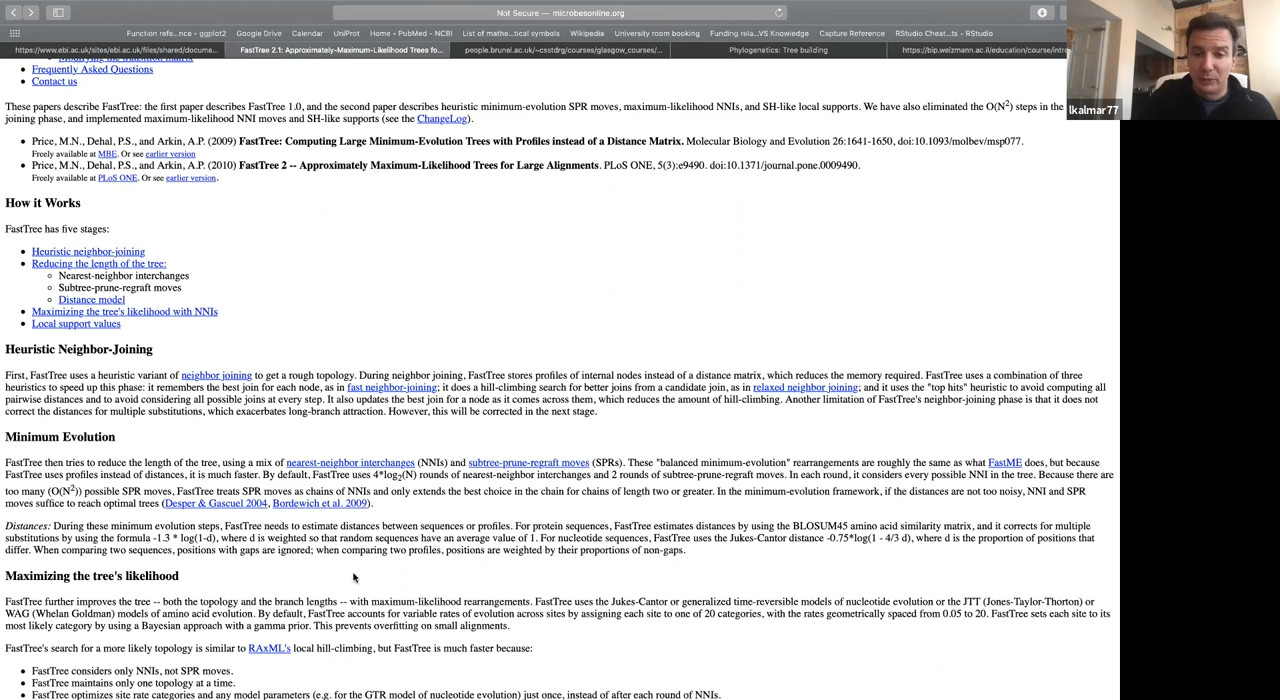 Not Secure — microbesonline.org
Function refe...nce • ggplot2 Google Drive Calendar UniProt Home - PubMed - NCBI List of mathe...tical symbols Wikipedia University room booking Funding rela...VS Knowledge Capture Reference RStudio Cheat...ts - RStudio
https://www.ebi.ac.uk/sites/ebi.ac.uk/files/shared/docume... FastTree 2.1: Approximately-Maximum-Likelihood Trees fo... people.brunel.ac.uk/~csstdrg/courses/glasgow_courses/... Phylogenetics: Tree building https://bip.weizmann.ac.il/education/course/intro
lkalmar77
Modifying the transition matrix
Frequently Asked Questions
Contact us
These papers describe FastTree: the first paper describes FastTree 1.0, and the second paper describes heuristic minimum-evolution SPR moves, maximum-likelihood NNIs, and SH-like local supports. We have also eliminated the O(N2) steps in the
joining phase, and implemented maximum-likelihood NNI moves and SH-like supports (see the ChangeLog).
Price, M.N., Dehal, P.S., and Arkin, A.P. (2009) FastTree: Computing Large Minimum-Evolution Trees with Profiles instead of a Distance Matrix. Molecular Biology and Evolution 26:1641-1650, doi:10.1093/molbev/msp077.
Freely available at MBE. Or see earlier version
Price, M.N., Dehal, P.S., and Arkin, A.P. (2010) FastTree 2 -- Approximately Maximum-Likelihood Trees for Large Alignments. PLoS ONE, 5(3):e9490. doi:10.1371/journal.pone.0009490.
Freely available at PLoS ONE. Or see earlier version.
How it Works
FastTree has five stages:
Heuristic neighbor-joining
Reducing the length of the tree:
Nearest-neighbor interchanges
Subtree-prune-regraft moves
Distance model
Maximizing the tree's likelihood with NNIs
Local support values
Heuristic Neighbor-Joining
First, FastTree uses a heuristic variant of neighbor joining to get a rough topology. During neighbor joining, FastTree stores profiles of internal nodes instead of a distance matrix, which reduces the memory required. FastTree uses a combination of three
heuristics to speed up this phase: it remembers the best join for each node, as in fast neighbor-joining; it does a hill-climbing search for better joins from a candidate join, as in relaxed neighbor joining; and it uses the "top hits" heuristic to avoid computing all
pairwise distances and to avoid considering all possible joins at every step. It also updates the best join for a node as it comes across them, which reduces the amount of hill-climbing. Another limitation of FastTree's neighbor-joining phase is that it does not
correct the distances for multiple substitutions, which exacerbates long-branch attraction. However, this will be corrected in the next stage.
Minimum Evolution
FastTree then tries to reduce the length of the tree, using a mix of nearest-neighbor interchanges (NNIs) and subtree-prune-regraft moves (SPRs). These "balanced minimum-evolution" rearrangements are roughly the same as what FastME does, but because
FastTree uses profiles instead of distances, it is much faster. By default, FastTree uses 4*log2(N) rounds of nearest-neighbor interchanges and 2 rounds of subtree-prune-regraft moves. In each round, it considers every possible NNI in the tree. Because there are
too many (O(N2)) possible SPR moves, FastTree treats SPR moves as chains of NNIs and only extends the best choice in the chain for chains of length two or greater. In the minimum-evolution framework, if the distances are not too noisy, NNI and SPR
moves suffice to reach optimal trees (Desper & Gascuel 2004, Bordewich et al. 2009).
Distances: During these minimum evolution steps, FastTree needs to estimate distances between sequences or profiles. For protein sequences, FastTree estimates distances by using the BLOSUM45 amino acid similarity matrix, and it corrects for multiple
substitutions by using the formula -1.3 * log(1-d), where d is weighted so that random sequences have an average value of 1. For nucleotide sequences, FastTree uses the Jukes-Cantor distance -0.75*log(1 - 4/3 d), where d is the proportion of positions that
differ. When comparing two sequences, positions with gaps are ignored; when comparing two profiles, positions are weighted by their proportions of non-gaps.
Maximizing the tree's likelihood
FastTree further improves the tree -- both the topology and the branch lengths -- with maximum-likelihood rearrangements. FastTree uses the Jukes-Cantor or generalized time-reversible models of nucleotide evolution or the JTT (Jones-Taylor-Thorton) or
WAG (Whelan Goldman) models of amino acid evolution. By default, FastTree accounts for variable rates of evolution across sites by assigning each site to one of 20 categories, with the rates geometrically spaced from 0.05 to 20. FastTree sets each site to its
most likely category by using a Bayesian approach with a gamma prior. This prevents overfitting on small alignments.
FastTree's search for a more likely topology is similar to RAxML's local hill-climbing, but FastTree is much faster because:
FastTree considers only NNIs, not SPR moves.
FastTree maintains only one topology at a time.
FastTree optimizes site rate categories and any model parameters (e.g. for the GTR model of nucleotide evolution) just once, instead of after each round of NNIs.